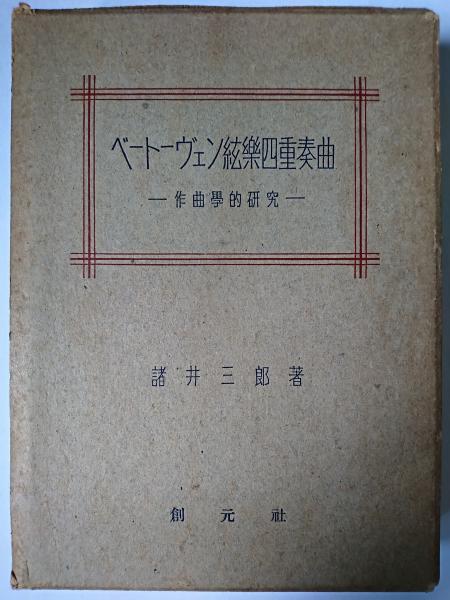 ベートーヴェン絃樂四重奏曲
―作曲學的研究―
諸井三郎著
創元社